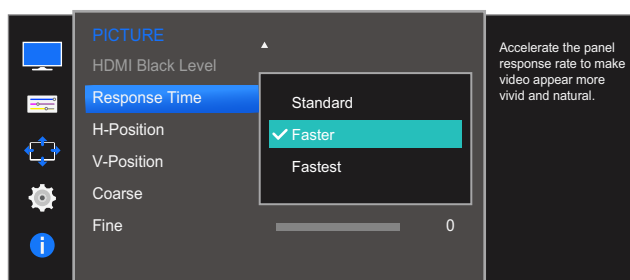 PICTURE
HDMI Black Level
Response Time
H-Position
V-Position
Coarse
Fine
Standard
Faster
Fastest
0
Accelerate the panel
response rate to make
video appear more
vivid and natural.